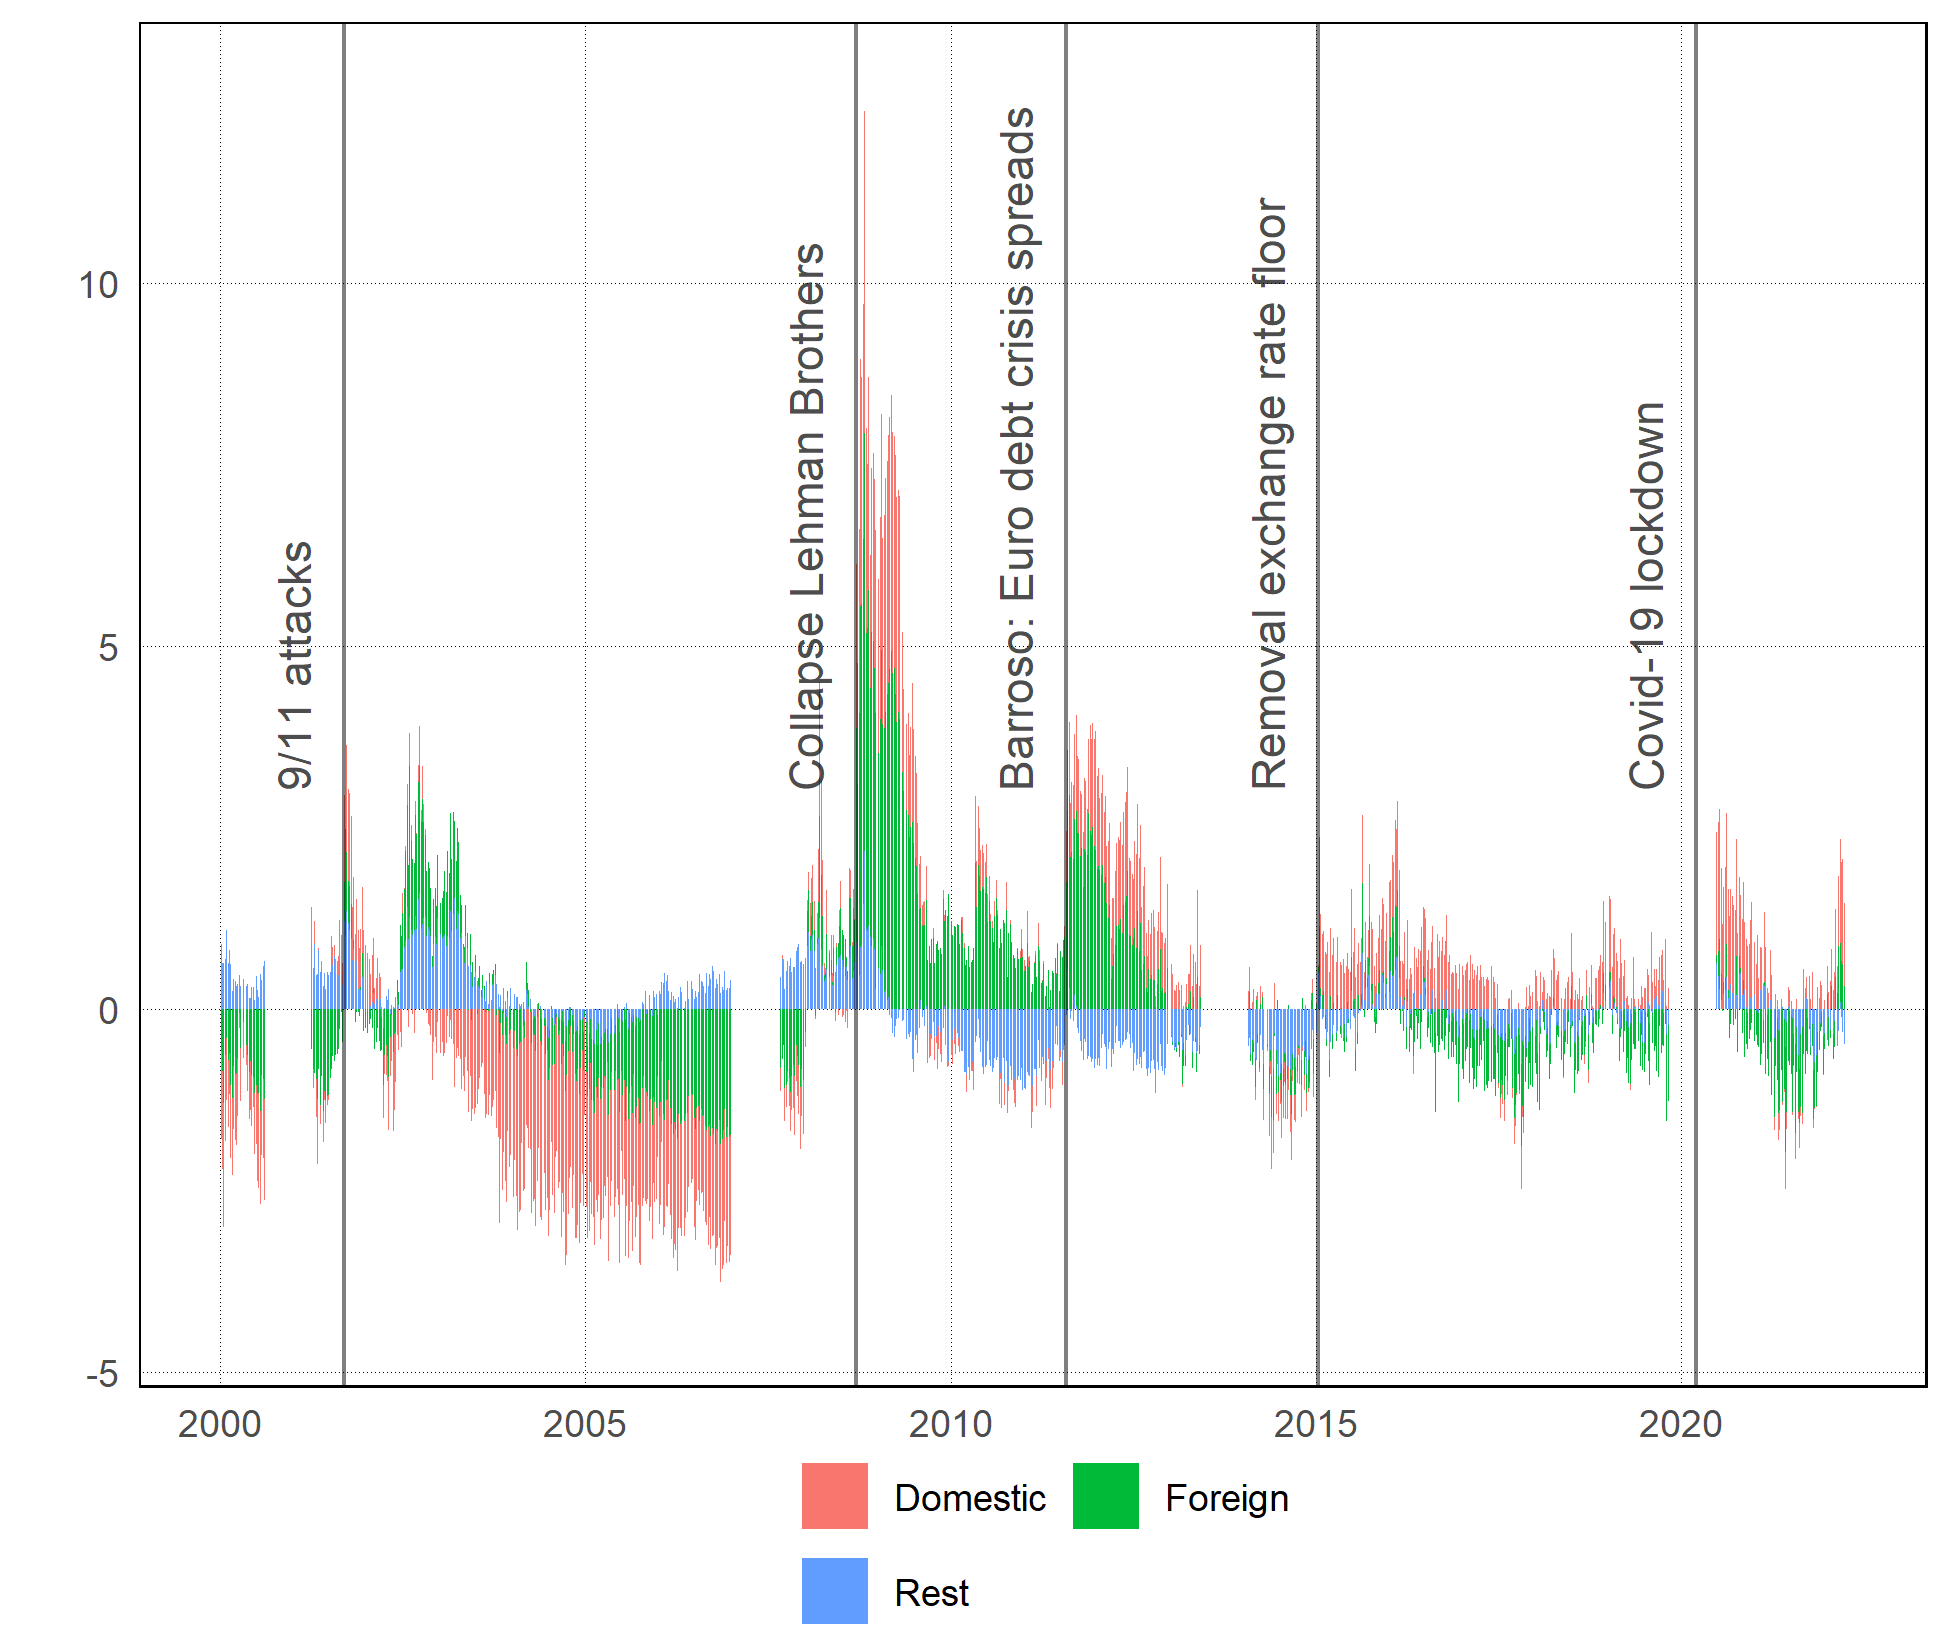 9/11 attacks
Collapse Lehman Brothers
Barroso: Euro debt crisis spreads
Removal exchange rate floor
Covid-19 lockdown
10
5
0
-5
2000 2005 2010 2015 2020
Domestic Foreign
Rest